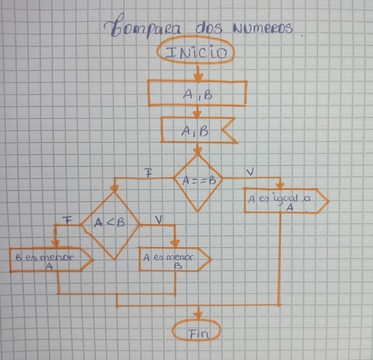 Compara dos Numeros
INICIO
A,B
A,B
A==B
F
V
A es igual a
A
A<B
F
V
B es menor
A
A es menor
B
Fin